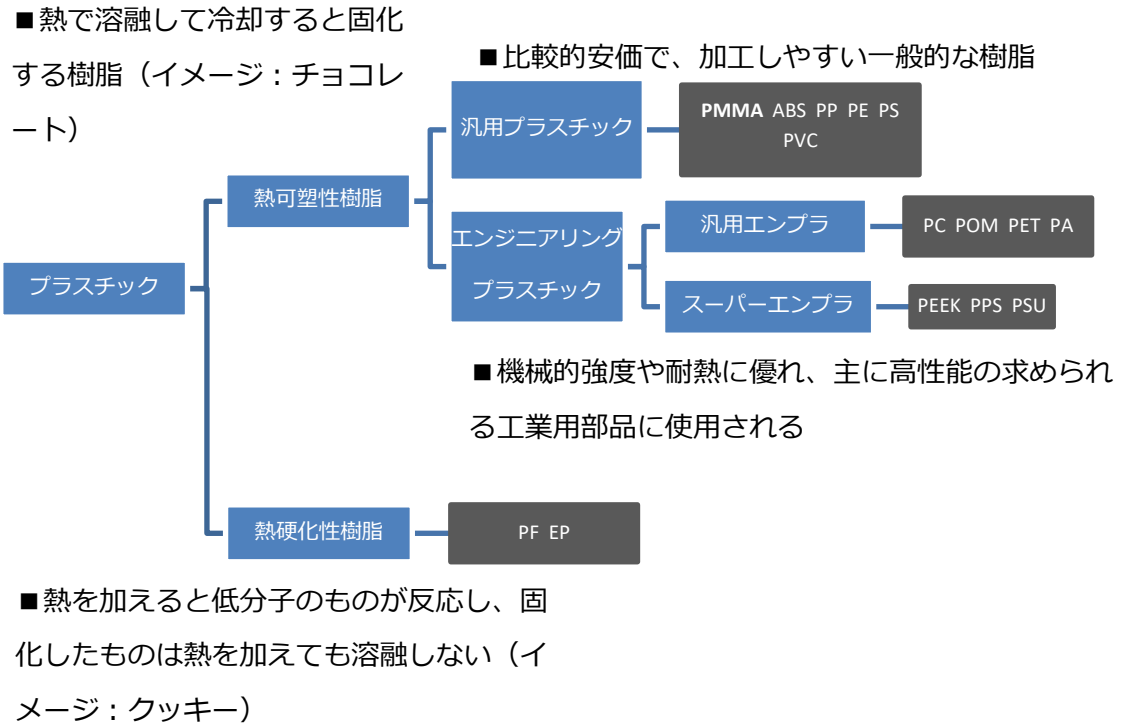 ■熱で溶融して冷却すると固化
する樹脂（イメージ：チョコレ
ート）
■比較的安価で、加工しやすい一般的な樹脂
汎用プラスチック
PMMA ABS PP PE PS
PVC
熱可塑性樹脂
エンジニアリング
プラスチック
汎用エンプラ
PC POM PET PA
プラスチック
スーパーエンプラ
PEEK PPS PSU
■機械的強度や耐熱に優れ、主に高性能の求められ
る工業用部品に使用される
熱硬化性樹脂
PF EP
■熱を加えると低分子のものが反応し、固
化したものは熱を加えても溶融しない（イ
メージ：クッキー）